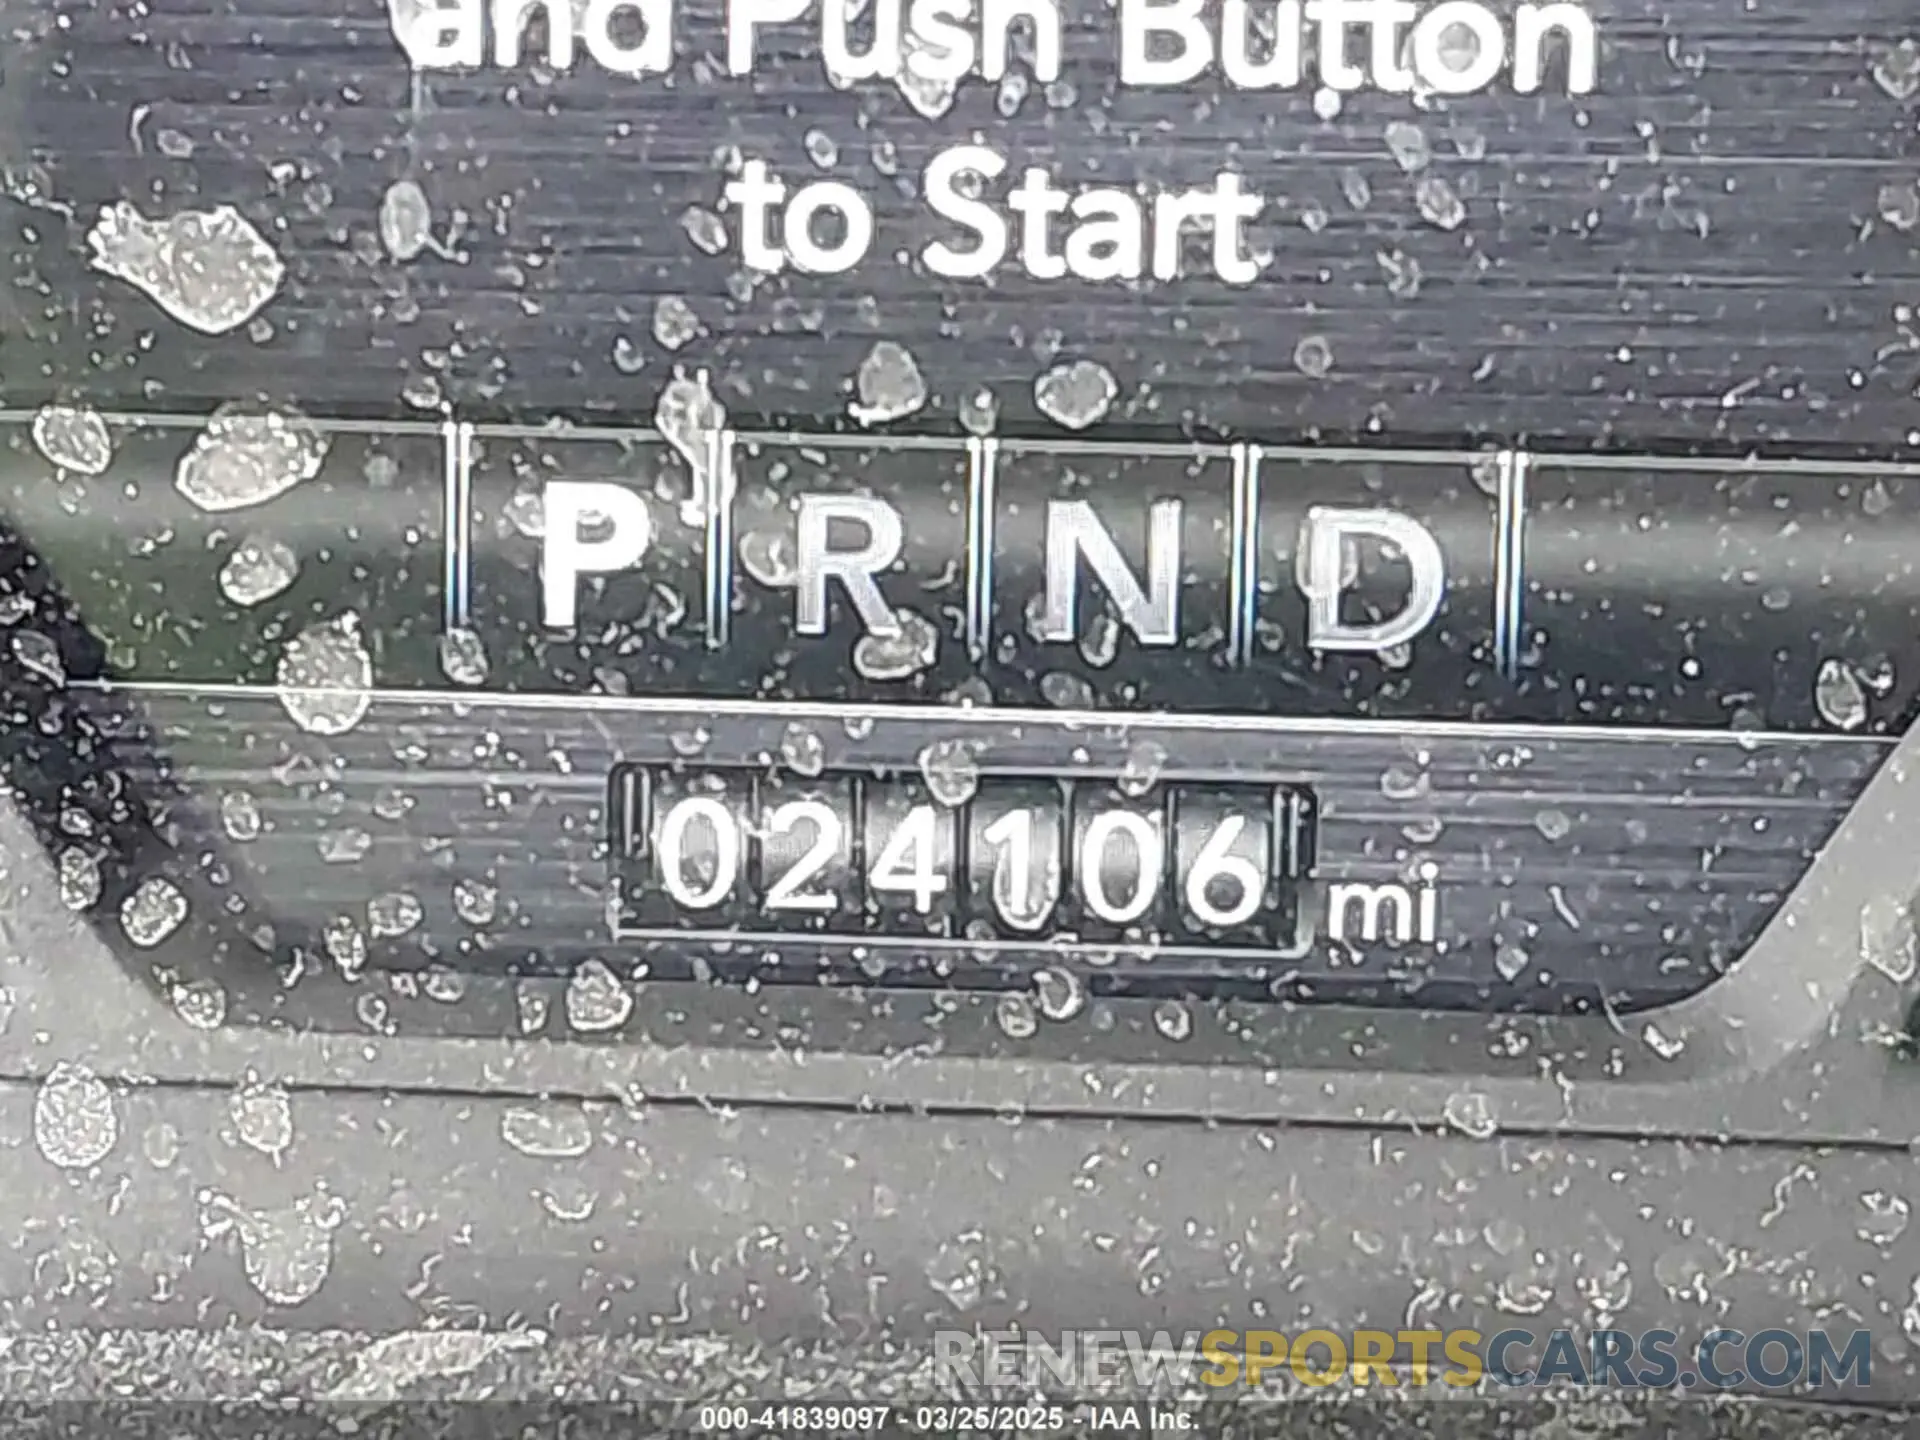 and Push Button
to Start
P R N D
024106 mi
RENEWSPORTSCARS.COM
000-41839097 - 03/25/2025 - IAA Inc.